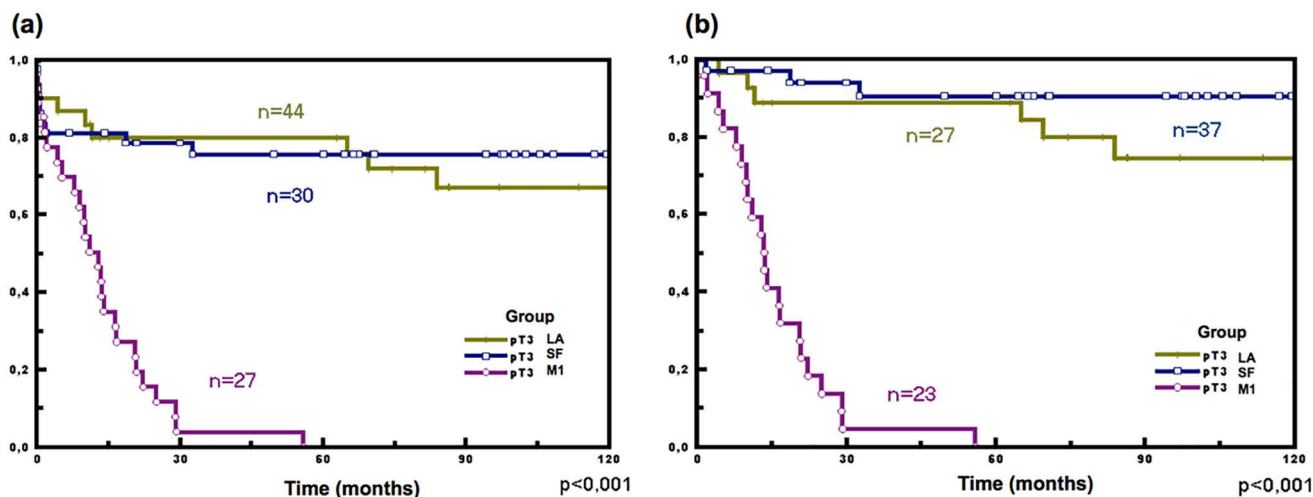 (a)
1,0
0,8
0,6
0,4
0,2
0,0
n=44
n=30
n=27
Group
pT3 LA
pT3 SF
pT3 M1
0 30 60 90 120
Time (months)
p<0,001
(b)
1,0
0,8
0,6
0,4
0,2
0,0
n=27
n=37
n=23
Group
pT3 LA
pT3 SF
pT3 M1
0 30 60 90 120
Time (months)
p<0,001